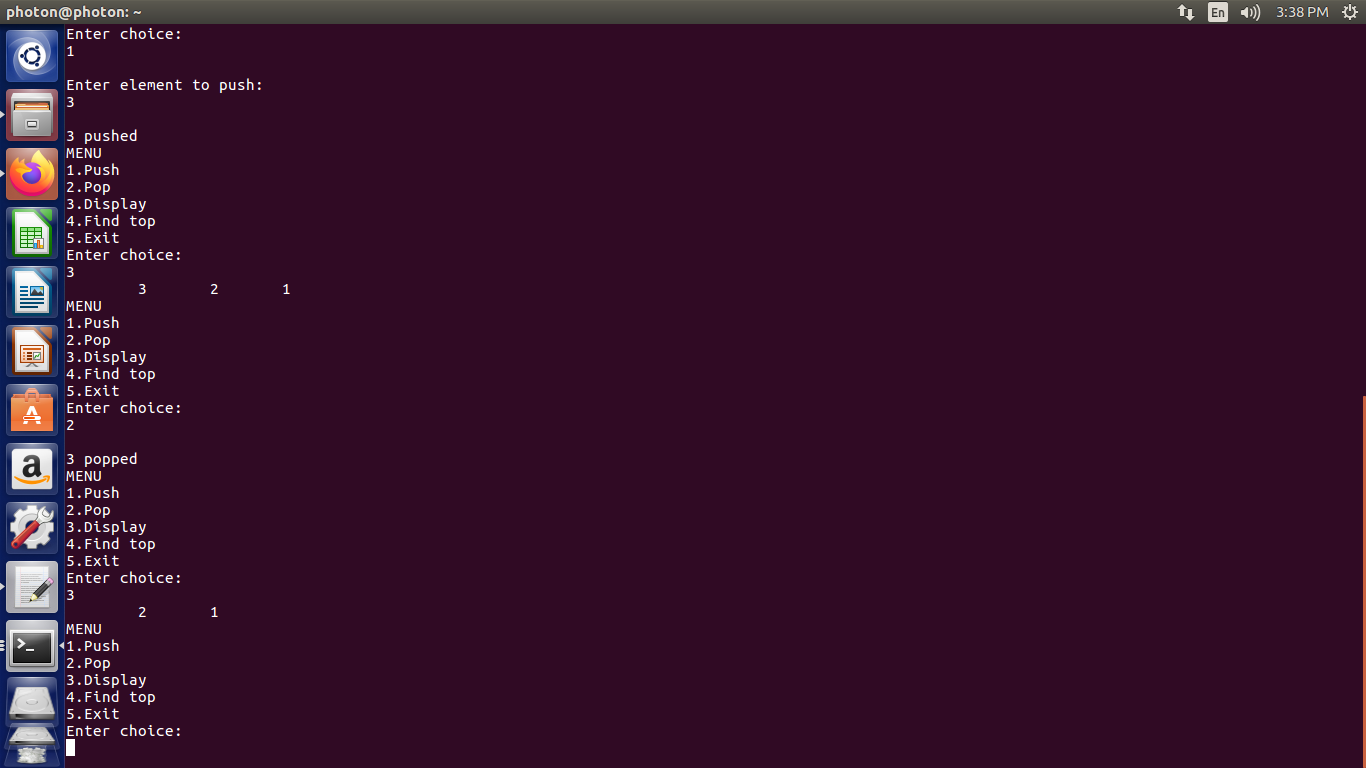 photon@photon: ~
En
3:38 PM
Enter choice:
1
Enter element to push:
3
3 pushed
MENU
1.Push
2.Pop
3.Display
4.Find top
5.Exit
Enter choice:
3
3 2 1
MENU
1.Push
2.Pop
3.Display
4.Find top
5.Exit
Enter choice:
2
3 popped
MENU
1.Push
2.Pop
3.Display
4.Find top
5.Exit
Enter choice:
3
2 1
MENU
1.Push
2.Pop
3.Display
4.Find top
5.Exit
Enter choice: